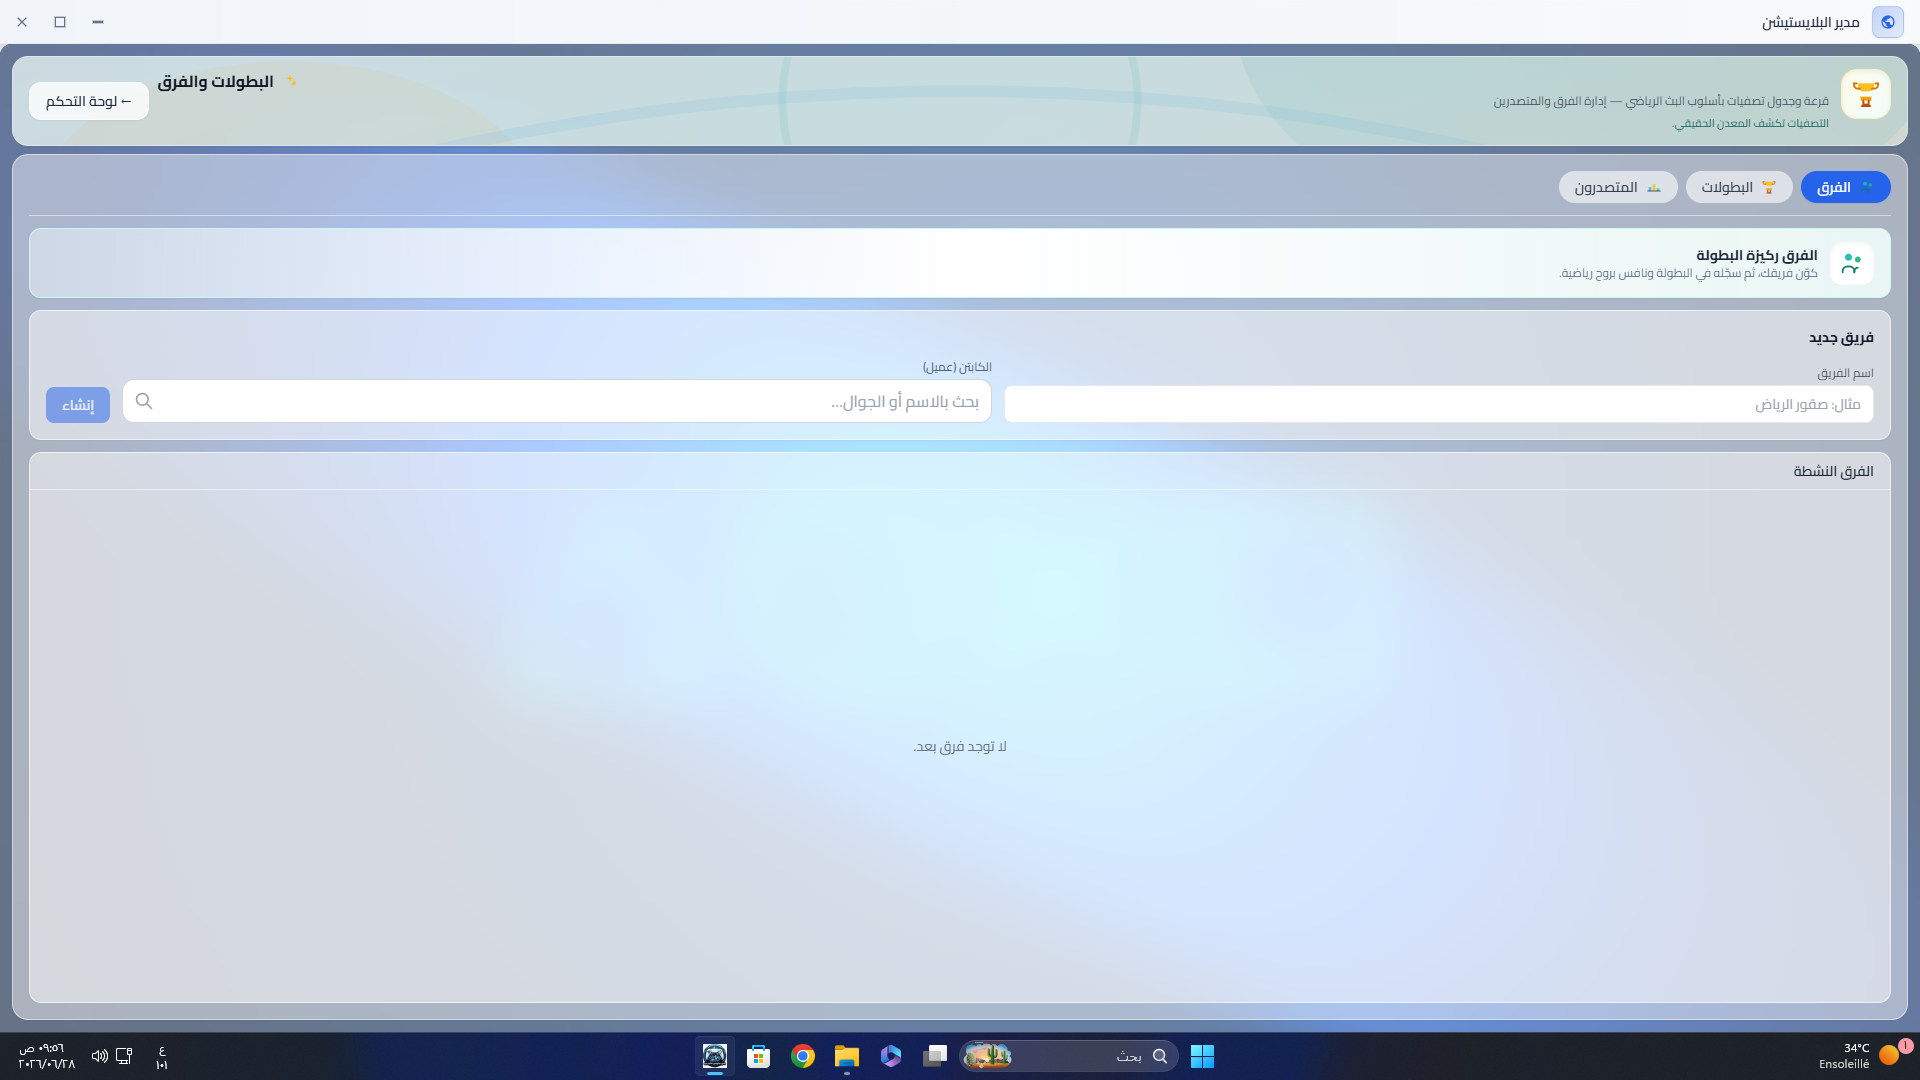 مدير البلايستيشن
البطولات والفرق
قرعة وجدول تصفيات بأسلوب البث الرياضي — إدارة الفرق والمتصدرين
← لوحة التحكم
التصفيات تكشف المعدن الحقيقي.
الفرق
البطولات
المتصدرون
الفرق ركيزة البطولة
كوّن فريقك، ثم سجّله في البطولة ونافس بروح رياضية.
فريق جديد
اسم الفريق
الكابتن (عميل)
مثال: صقور الرياض
بحث بالاسم أو الجوال...
إنشاء
الفرق النشطة
لا توجد فرق بعد.
١
34°C
Ensoleillé
بحث
ع
١٠١
٠٩:٥٦ ص
٢٠٢٦/٠٦/٢٨